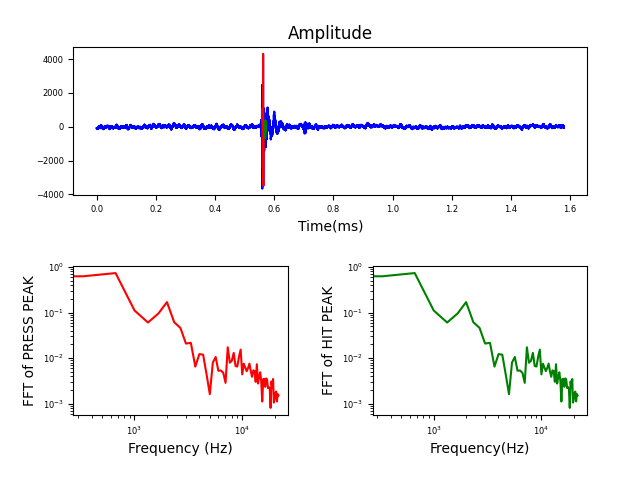 Amplitude
4000
2000
0
−2000
−4000
0.0 0.2 0.4 0.6 0.8 1.0 1.2 1.4 1.6
Time(ms)
FFT of PRESS PEAK
10⁰
10⁻¹
10⁻²
10⁻³
10³ 10⁴
Frequency (Hz)
FFT of HIT PEAK
10⁰
10⁻¹
10⁻²
10⁻³
10³ 10⁴
Frequency(Hz)